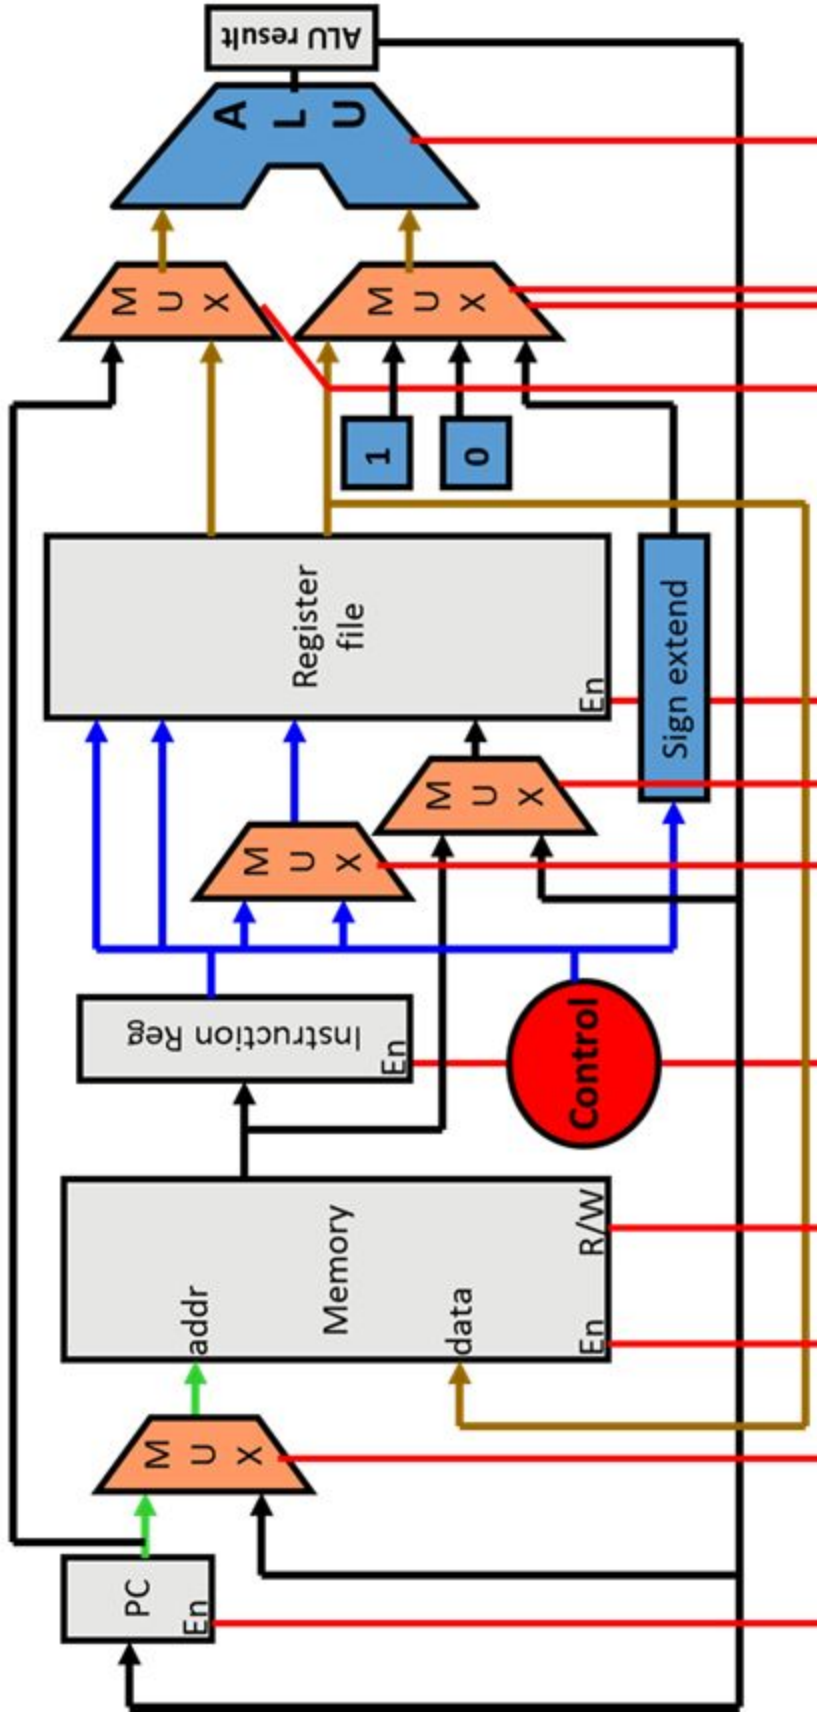 ALU result
A
L
U
M
U
X
M
U
X
1
0
Register
file
En
Sign extend
M
U
X
M
U
X
Instruction Reg
En
Control
Memory
addr
data
En
R/W
M
U
X
PC
En